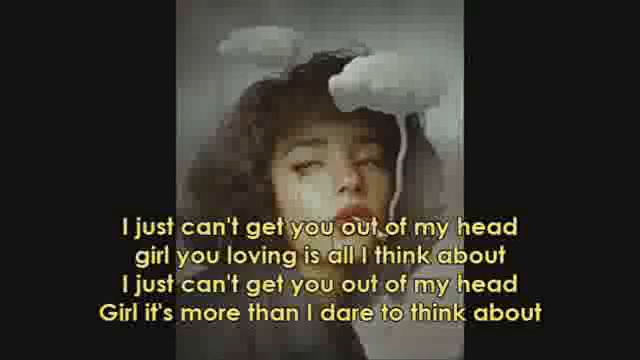 I just can't get you out of my head
girl you loving is all I think about
I just can't get you out of my head
Girl it's more than I dare to think about